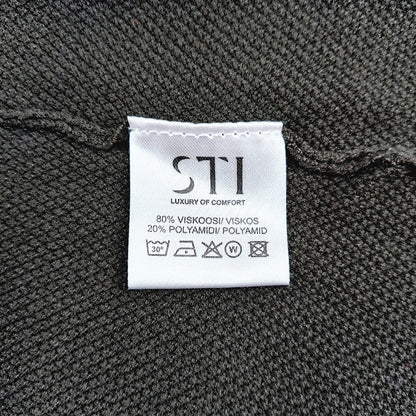 STI
LUXURY OF COMFORT
80% VISKOOSI/ VISKOS
20% POLYAMIDI/ POLYAMID
30°
W